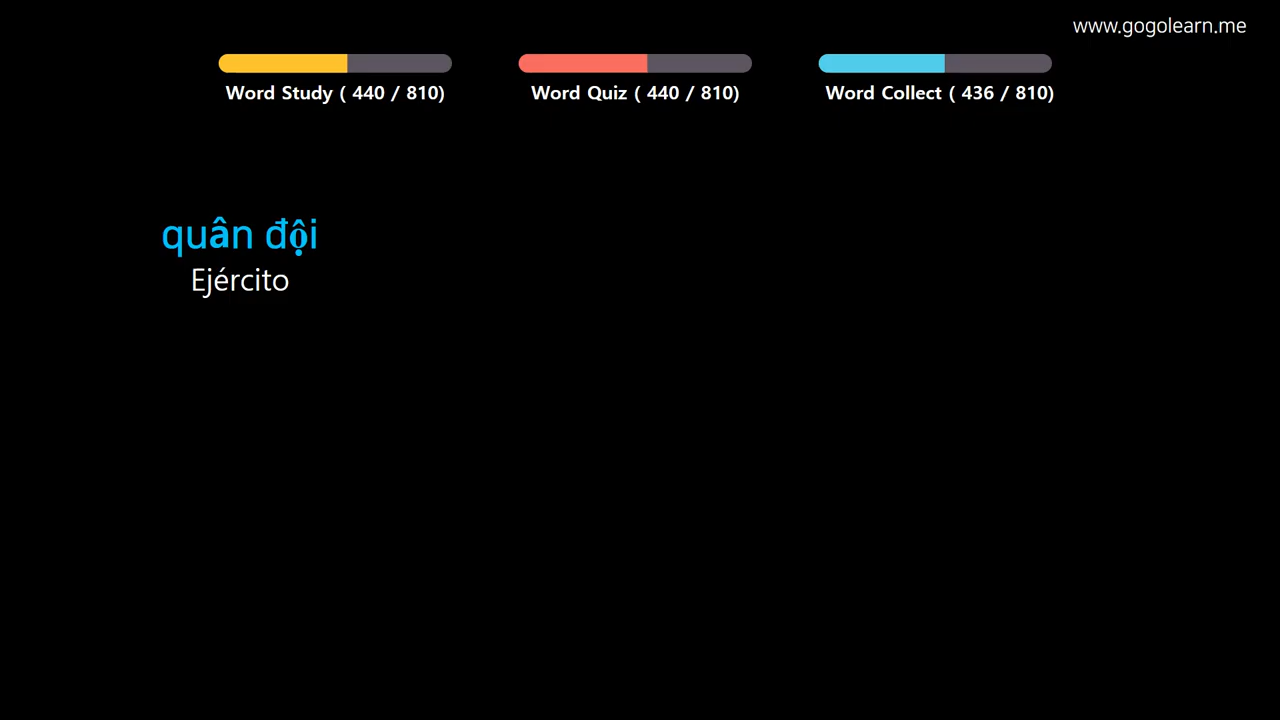 www.gogolearn.me
Word Study ( 440 / 810)
Word Quiz ( 440 / 810)
Word Collect ( 436 / 810)
quân đội
Ejército